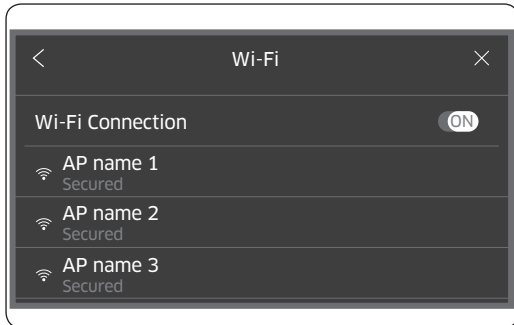 Wi-Fi
Wi-Fi Connection ON
AP name 1
Secured
AP name 2
Secured
AP name 3
Secured